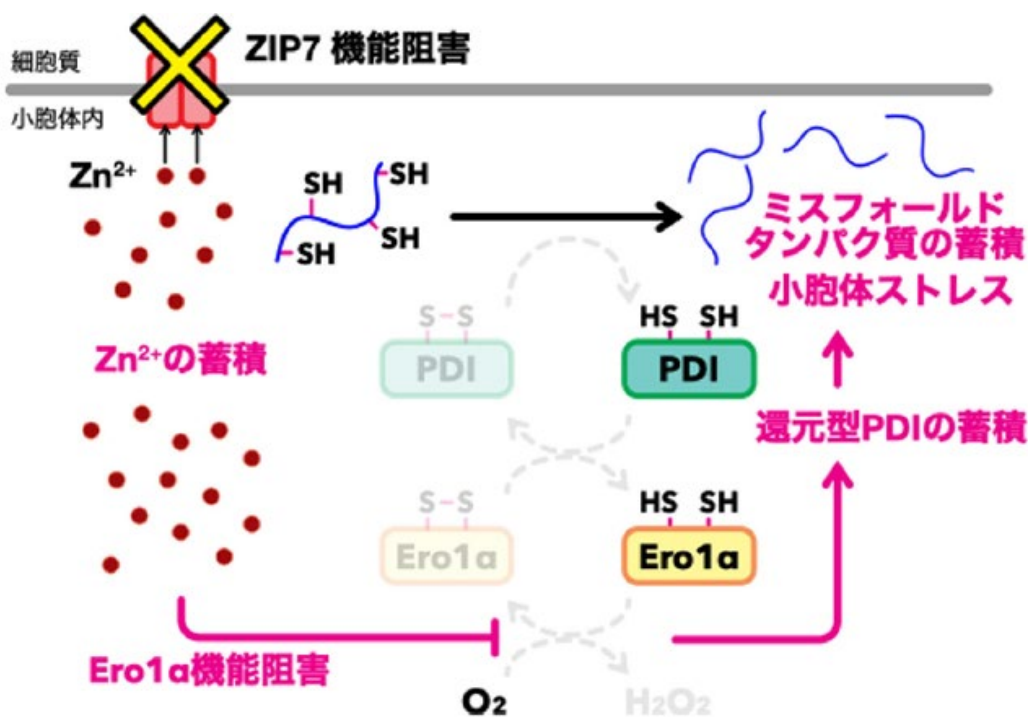 ZIP7 機能阻害
細胞質
小胞体内
Zn²⁺
SH
SH
SH
SH
ミスフォールド
タンパク質の蓄積
小胞体ストレス
Zn²⁺の蓄積
S-S
PDI
HS SH
PDI
還元型PDIの蓄積
S-S
Ero1α
HS SH
Ero1α
Ero1α機能阻害
O₂
H₂O₂